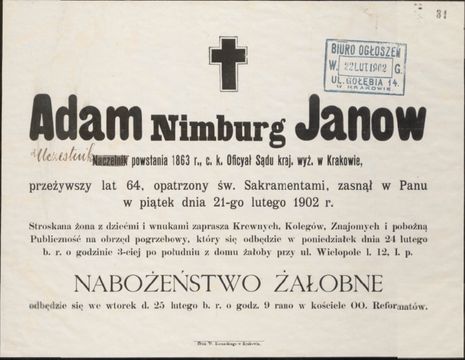 31
BIURO OGŁOSZEŃ
W. 22 LUT 1902 G.
UL. GOŁĘBIA 14.
W KRAKOWIE
Adam Nimburg Janow
Uczestnik
Naczelnik powstania 1863 r., c. k. Oficyał Sądu kraj. wyż. w Krakowie,
przeżywszy lat 64, opatrzony św. Sakramentami, zasnął w Panu
w piątek dnia 21-go lutego 1902 r.
Stroskana żona z dziećmi i wnukami zaprasza Krewnych, Kolegów, Znajomych i pobożną
Publiczność na obrzęd pogrzebowy, który się odbędzie w poniedziałek dnia 24 lutego
b. r. o godzinie 3-ciej po południu z domu żałoby przy ul. Wielopole l. 12, I. p.
NABOŻEŃSTWO ŻAŁOBNE
odbędzie się we wtorek d. 25 lutego b. r. o godz. 9 rano w kościele OO. Reformatów.
w Krakowie.